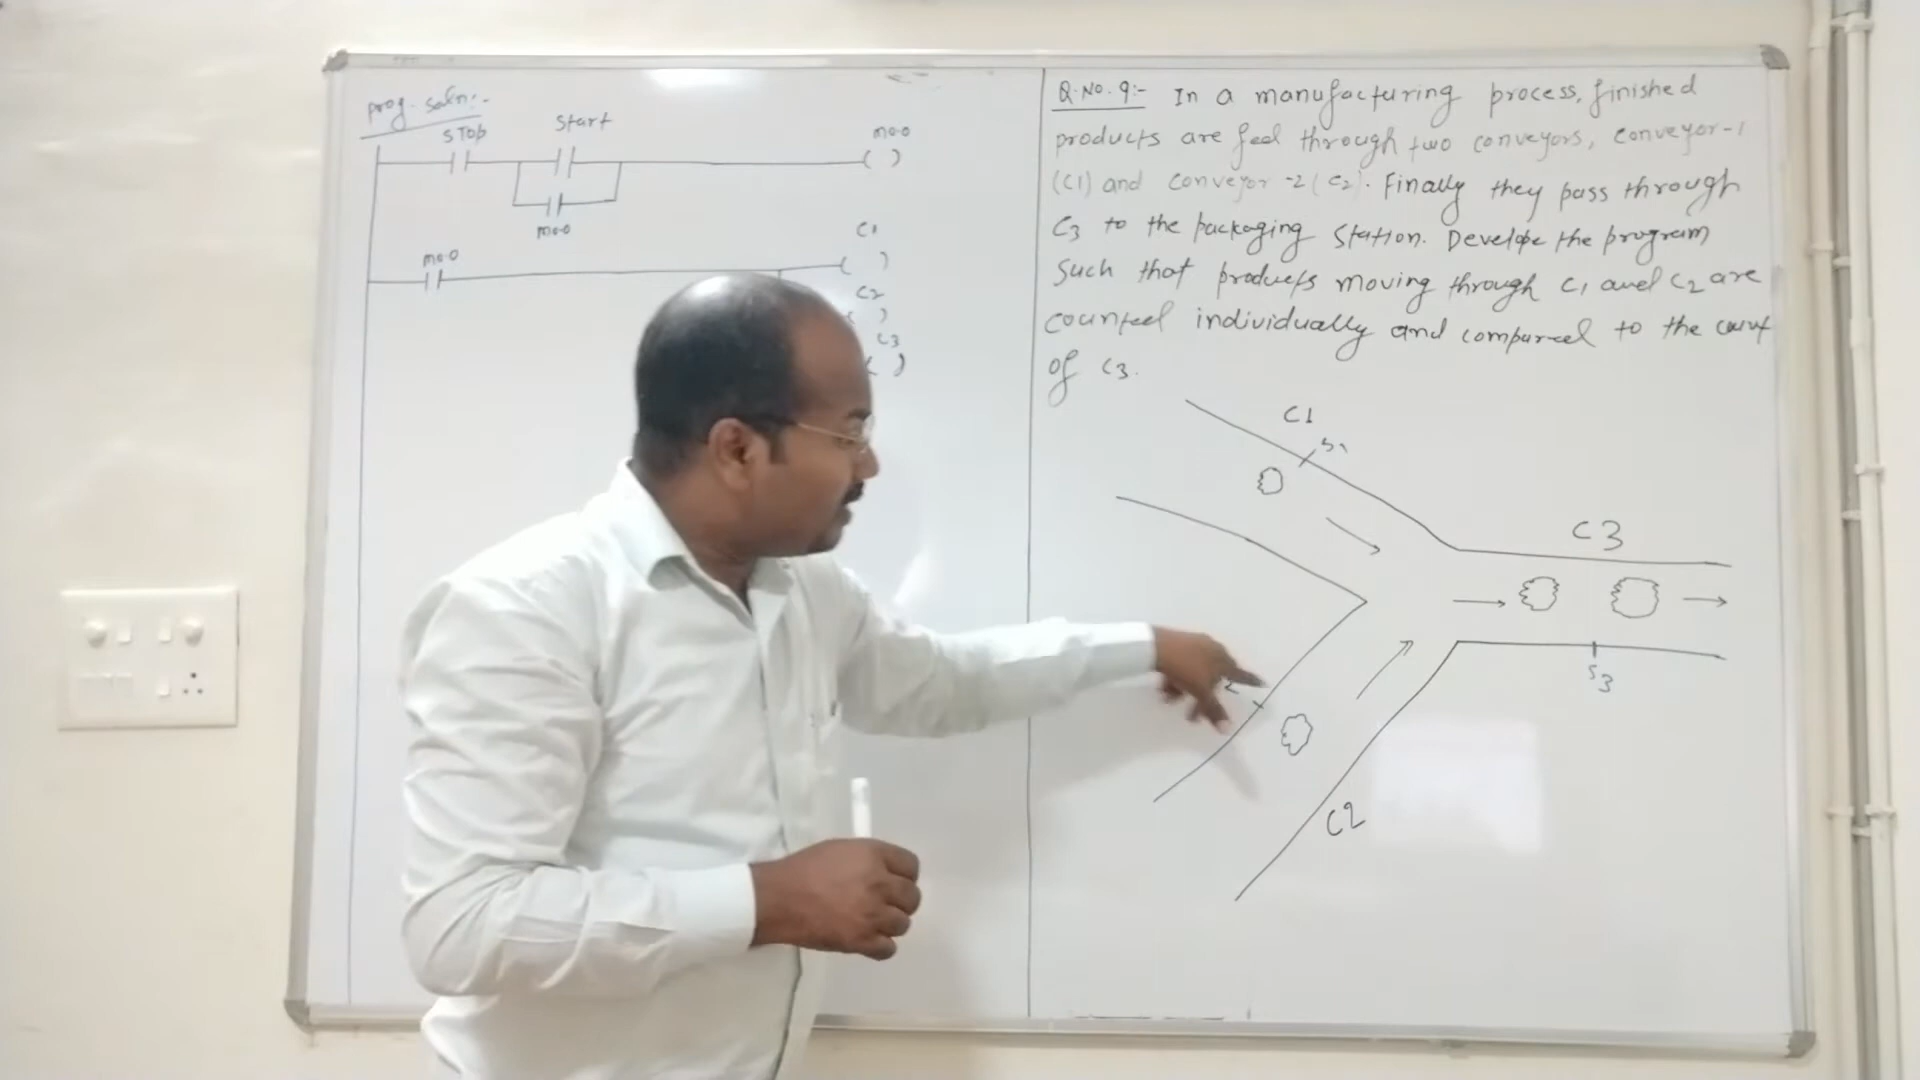 prog. soln:-
STOP
Start
m0.0
m0.0
m0.0
C1
C2
C3
Q.No. 9:- In a manufacturing process, finished
products are feed through two conveyors, conveyor-1
(C1) and conveyor-2 (C2). Finally they pass through
C3 to the packaging station. Develope the program
such that products moving through C1 and C2 are
counted individually and compared to the count
of C3.
C1
S1
C3
S3
2
C2